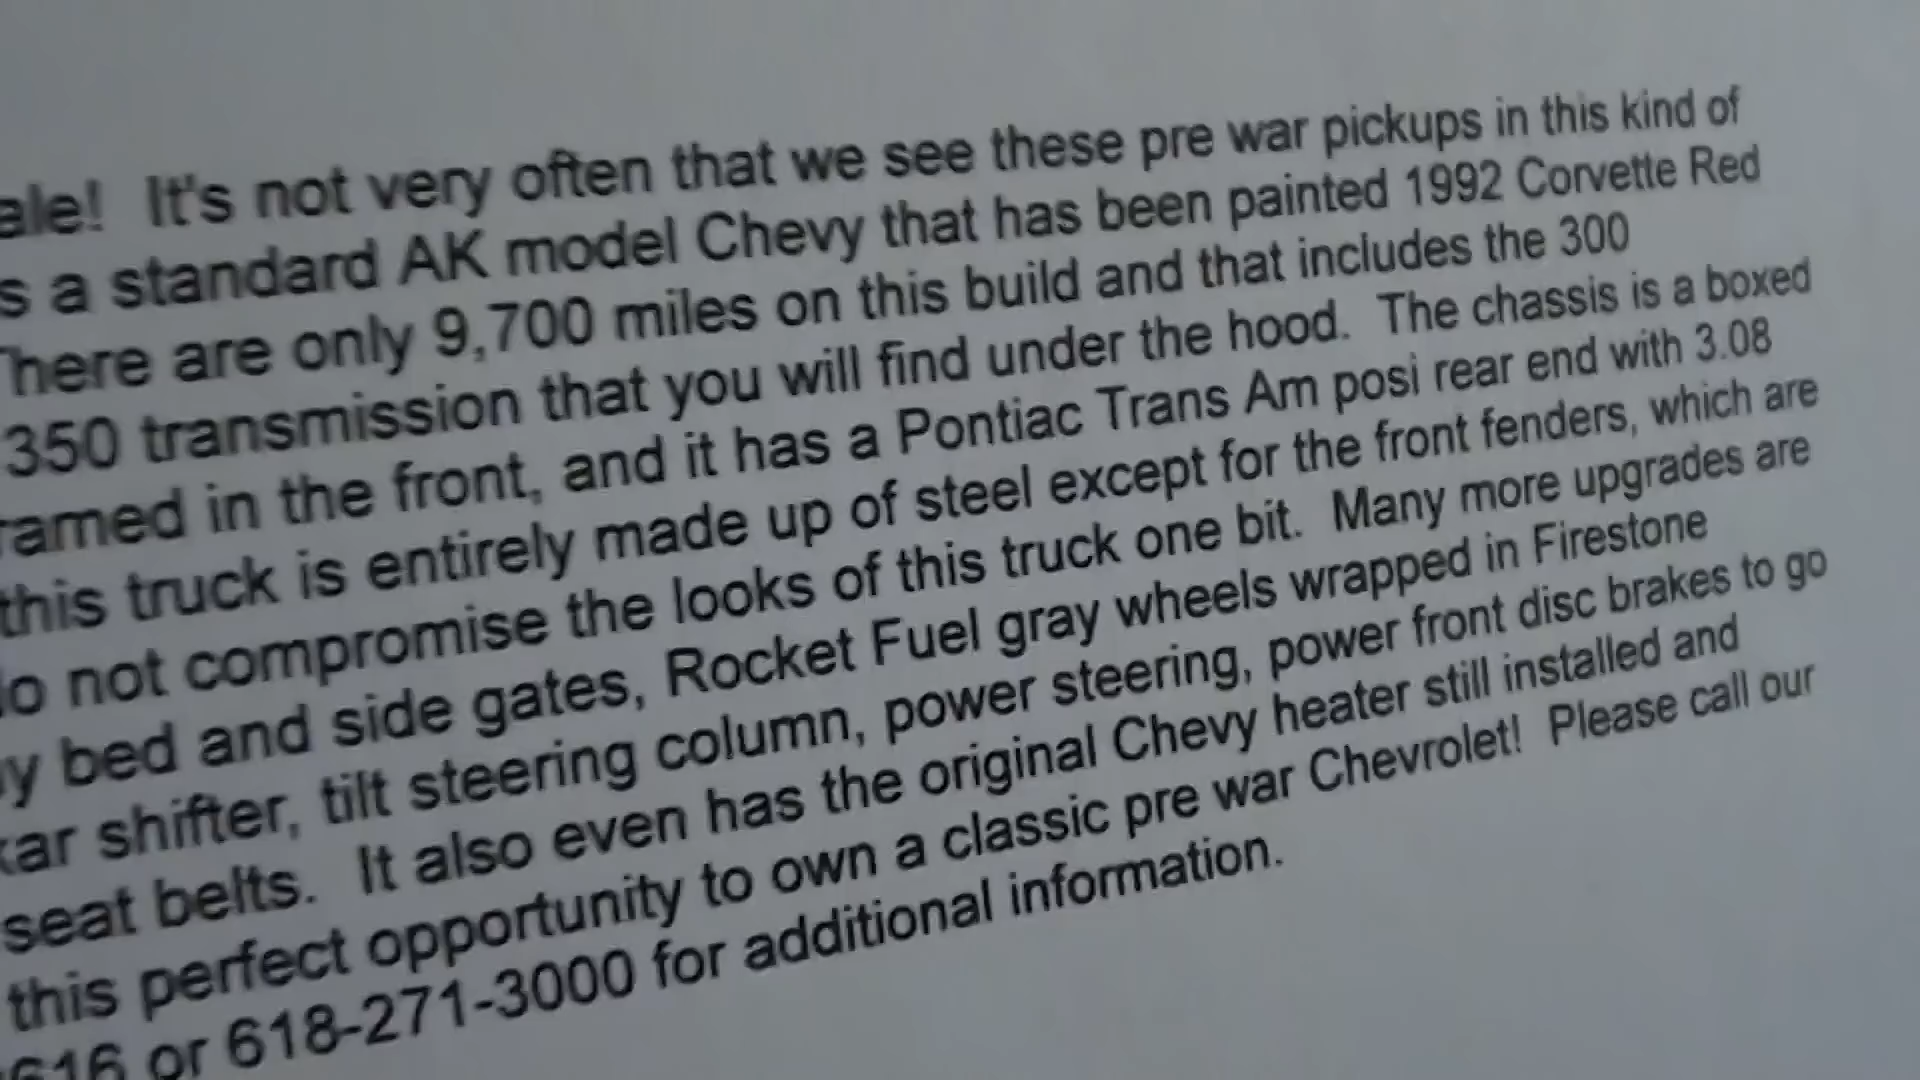 ale! It's not very often that we see these pre war pickups in this kind of
s a standard AK model Chevy that has been painted 1992 Corvette Red
There are only 9,700 miles on this build and that includes the 300
350 transmission that you will find under the hood. The chassis is a boxed
ramed in the front, and it has a Pontiac Trans Am posi rear end with 3.08
this truck is entirely made up of steel except for the front fenders, which are
do not compromise the looks of this truck one bit. Many more upgrades are
y bed and side gates, Rocket Fuel gray wheels wrapped in Firestone
kar shifter, tilt steering column, power steering, power front disc brakes to go
seat belts. It also even has the original Chevy heater still installed and
this perfect opportunity to own a classic pre war Chevrolet! Please call our
616 or 618-271-3000 for additional information.